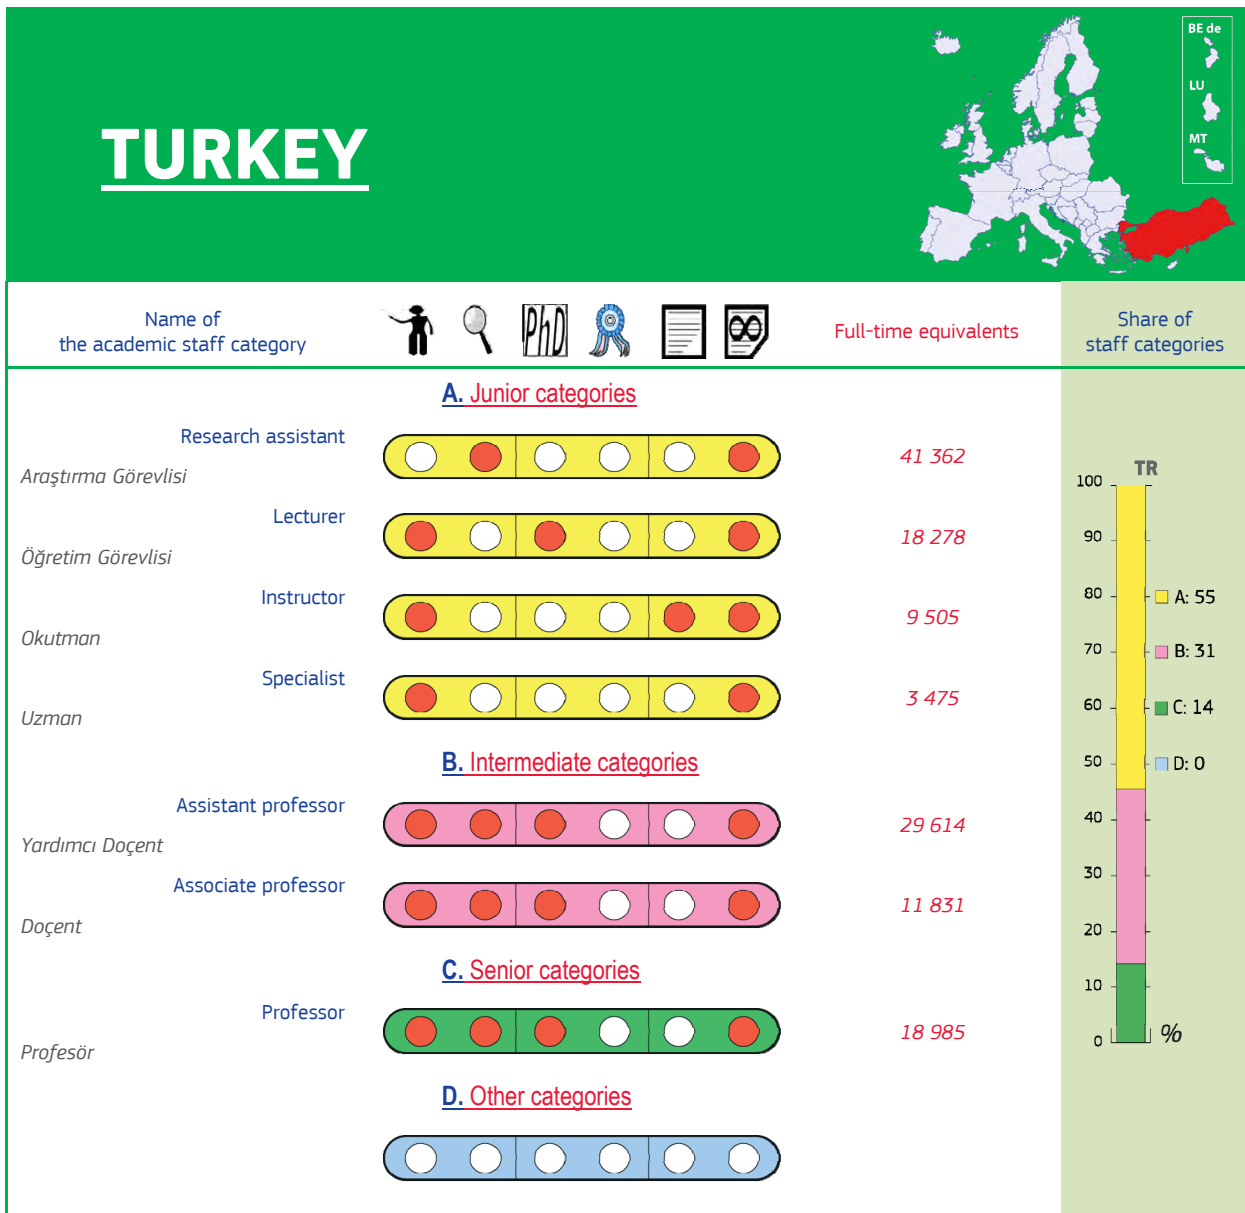 TURKEY
BE de
LU
MT
Name of
the academic staff category
PhD
Full-time equivalents
Share of
staff categories
A. Junior categories
Research assistant
Araştırma Görevlisi
41 362
Lecturer
Öğretim Görevlisi
18 278
Instructor
Okutman
9 505
Specialist
Uzman
3 475
B. Intermediate categories
Assistant professor
Yardımcı Doçent
29 614
Associate professor
Doçent
11 831
C. Senior categories
Professor
Profesör
18 985
D. Other categories
TR
100
90
80
70
60
50
40
30
20
10
0
%
A: 55
B: 31
C: 14
D: 0